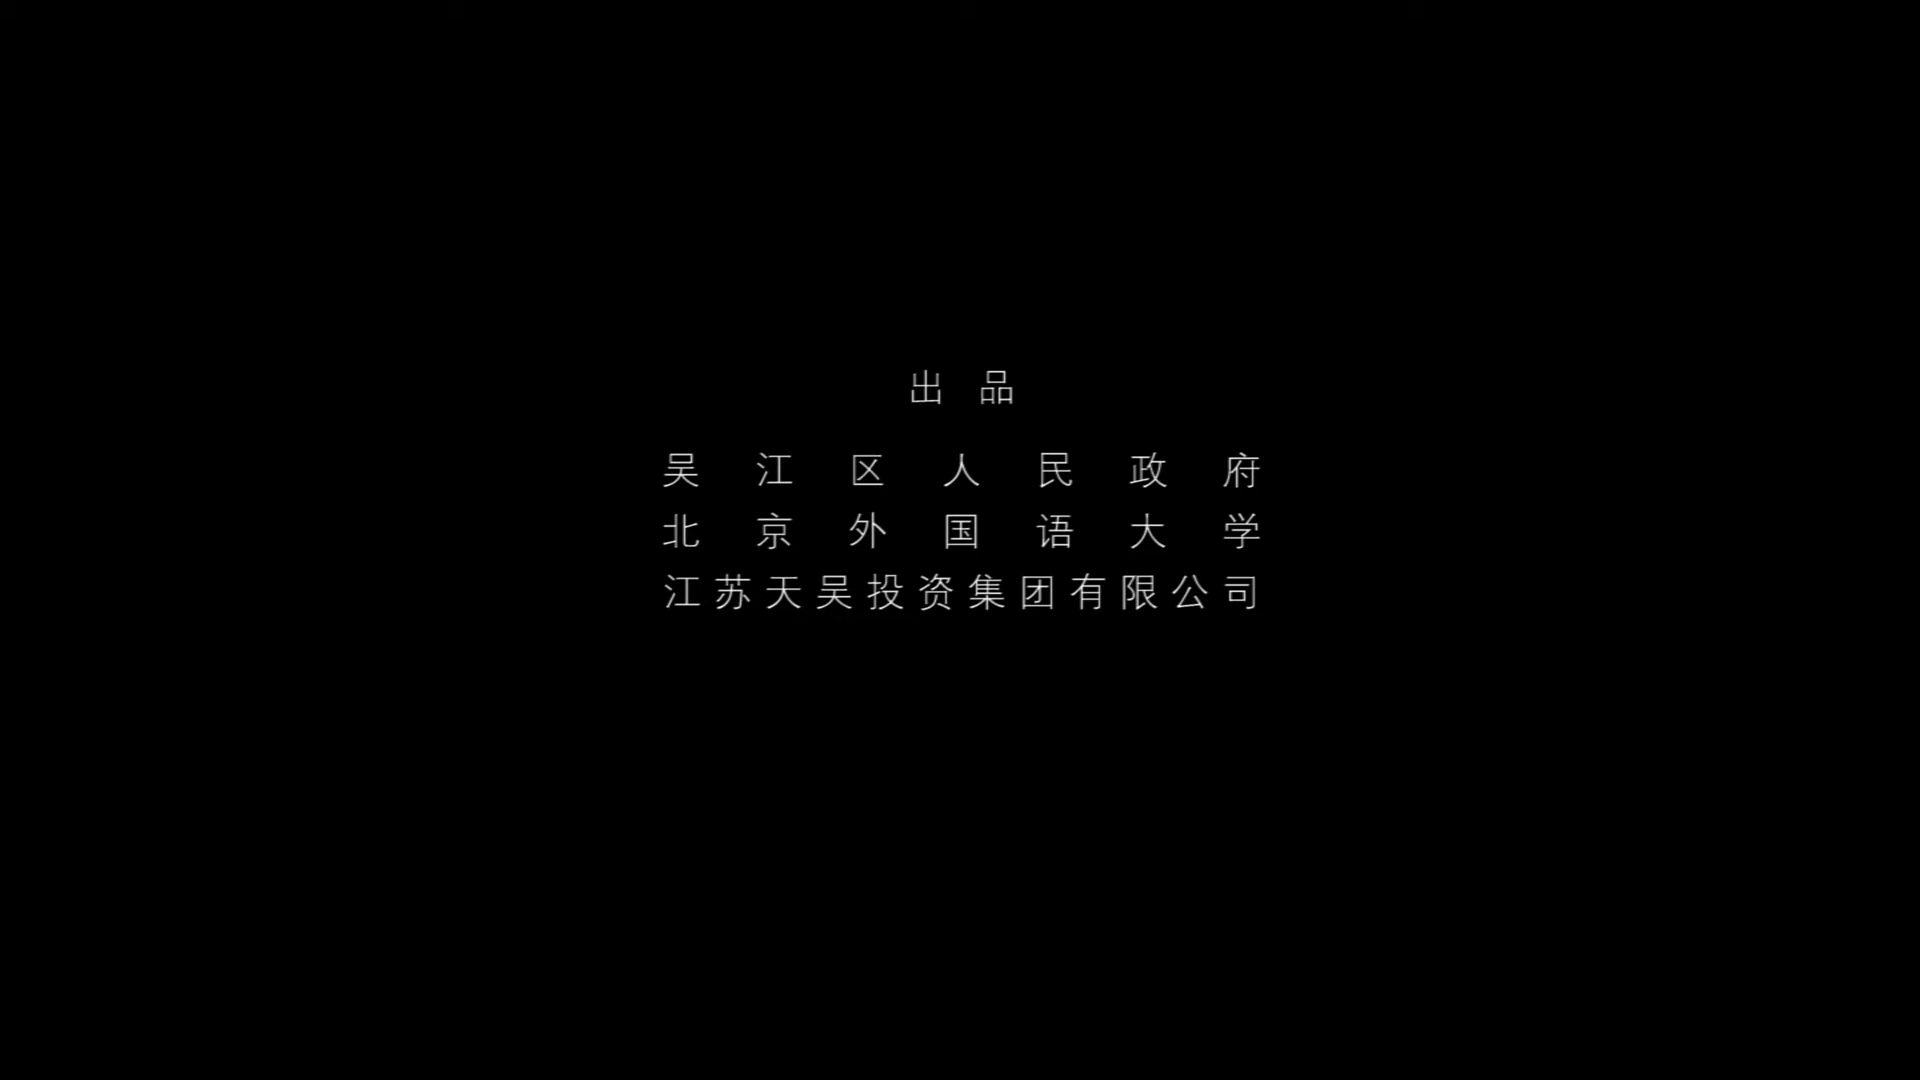 出品
吴江区人民政府
北京外国语大学
江苏天吴投资集团有限公司